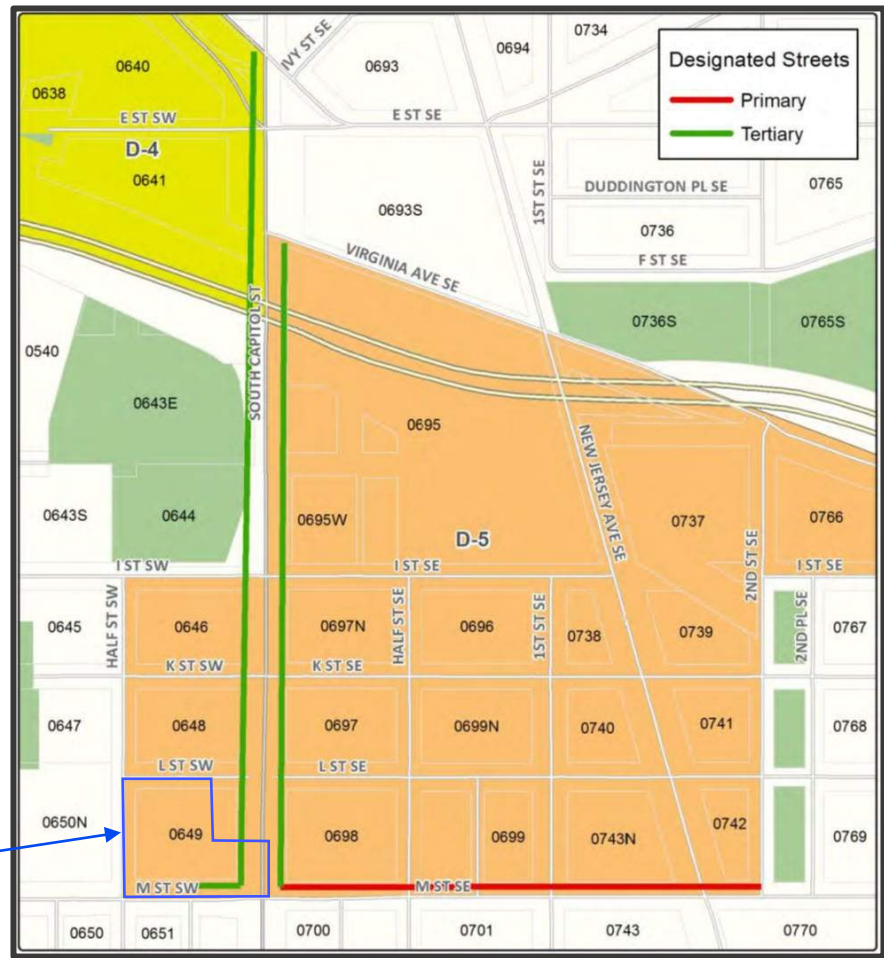 IVY ST SE
0734
0694
0640
0693
0638
Designated Streets
Primary
Tertiary
E ST SW
E ST SE
D-4
0641
1ST ST SE
DUDDINGTON PL SE
0765
0693S
0736
F ST SE
VIRGINIA AVE SE
SOUTH CAPITOL ST
0736S
0765S
0540
0643E
0695
NEW JERSEY AVE SE
0643S
0644
0695W
D-5
0737
0766
2ND ST SE
I ST SW
I ST SE
I ST SE
0645
HALF ST SW
0646
0697N
HALF ST SE
0696
1ST ST SE
0738
0739
2ND PL SE
0767
K ST SW
K ST SE
0647
0648
0697
0699N
0740
0741
0768
L ST SW
L ST SE
0650N
0649
0698
0699
0743N
0742
0769
M ST SW
M ST SE
0650
0651
0700
0701
0743
0770